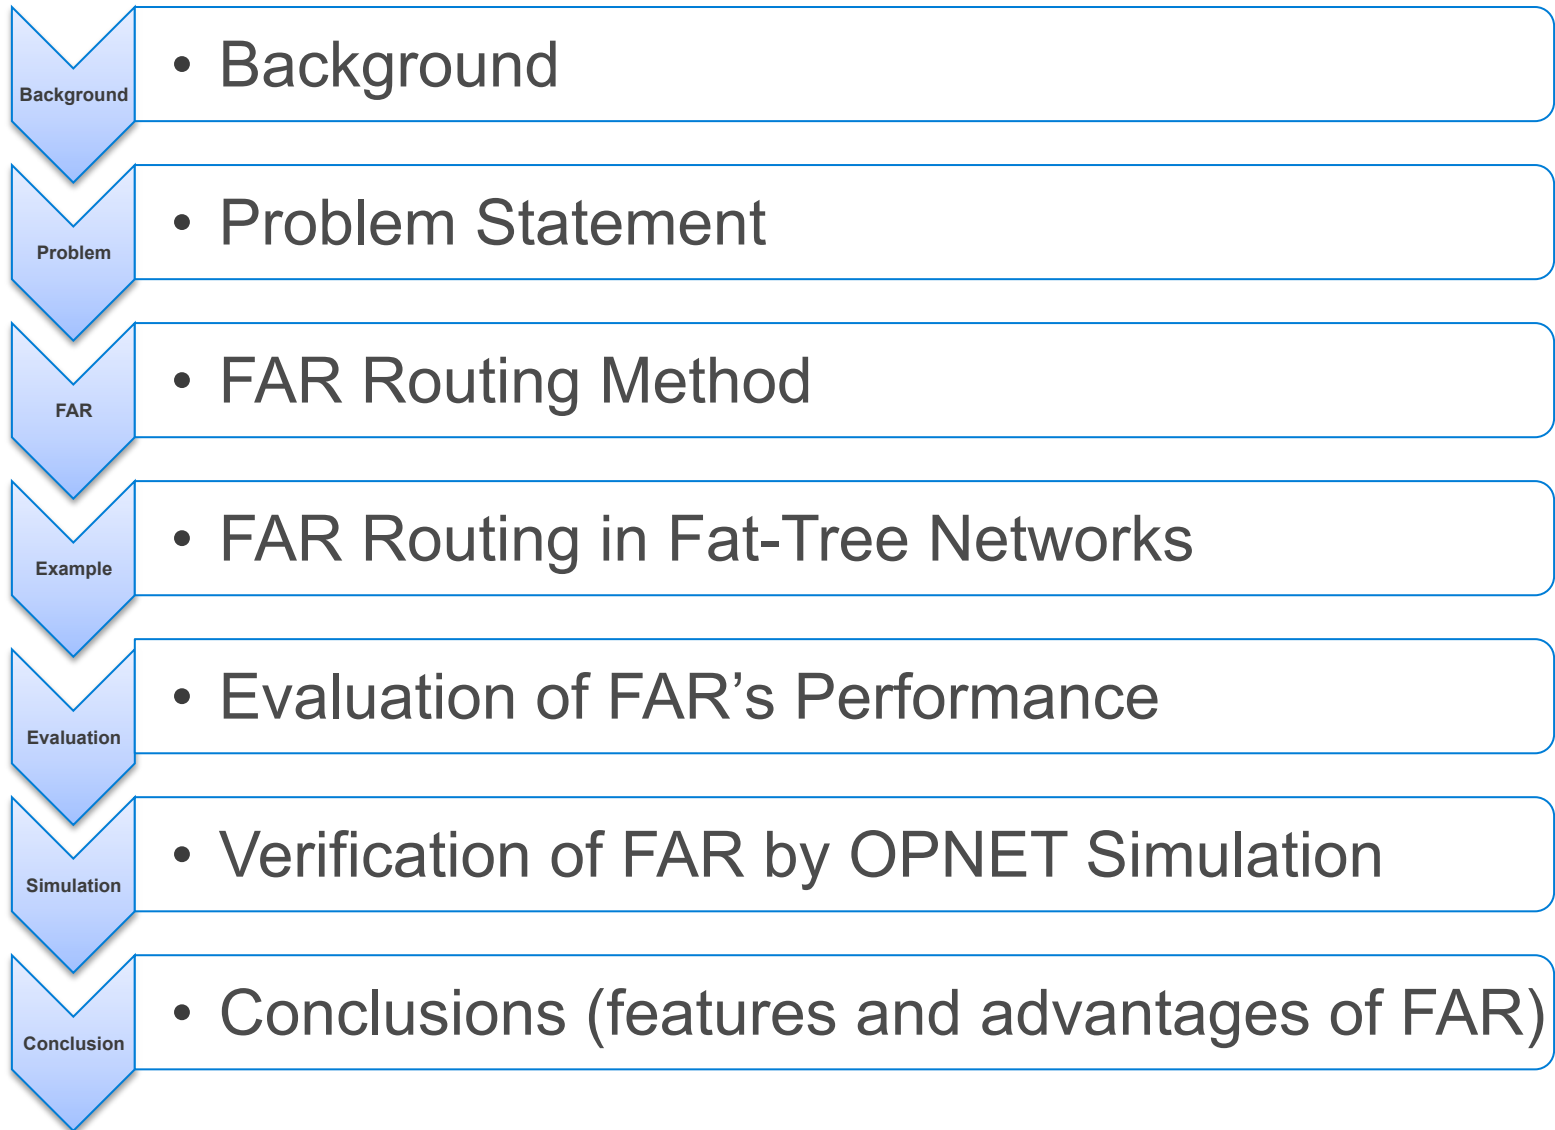 Background
• Background
Problem
• Problem Statement
FAR
• FAR Routing Method
Example
• FAR Routing in Fat-Tree Networks
Evaluation
• Evaluation of FAR’s Performance
Simulation
• Verification of FAR by OPNET Simulation
Conclusion
• Conclusions (features and advantages of FAR)